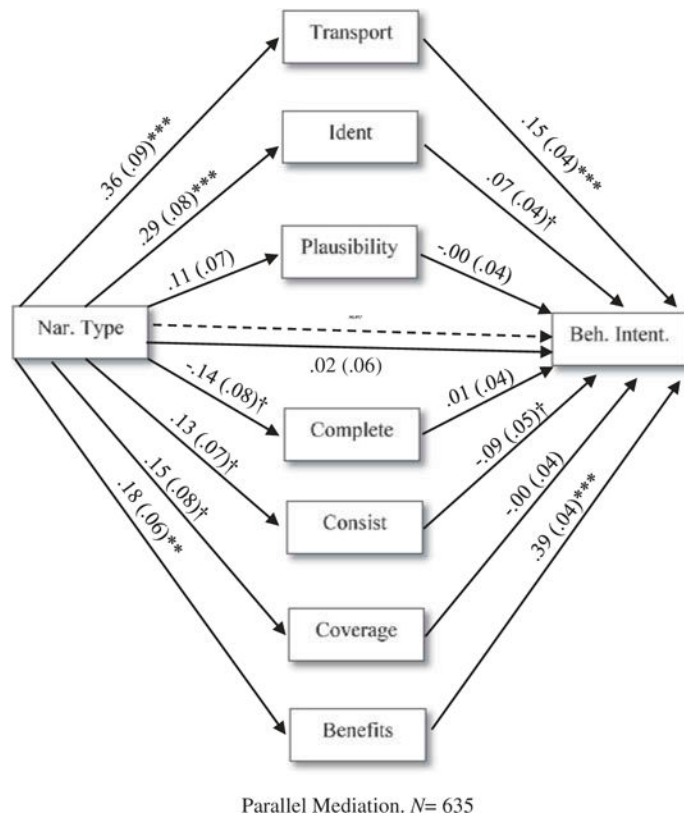 Transport
.36 (.09)***
.15 (.04)***
Ident
.29 (.08)***
.07 (.04)†
Plausibility
.11 (.07)
-.00 (.04)
Nar. Type
Beh. Intent.
.02 (.06)
-.14 (.08)†
.01 (.04)
Complete
.13 (.07)†
-.09 (.05)†
Consist
.15 (.08)†
-.00 (.04)
Coverage
.18 (.06)**
.39 (.04)***
Benefits
Parallel Mediation. N= 635